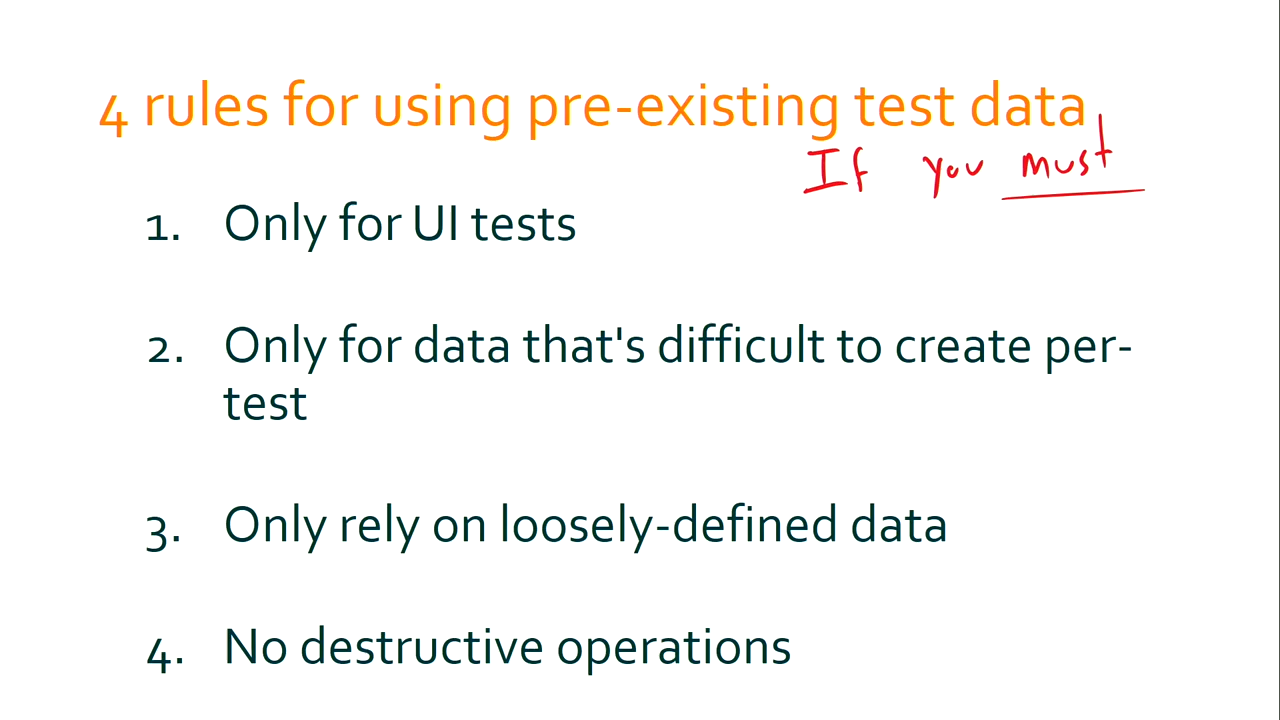 4 rules for using pre-existing test data
If you must
1. Only for UI tests
2. Only for data that's difficult to create per-
test
3. Only rely on loosely-defined data
4. No destructive operations